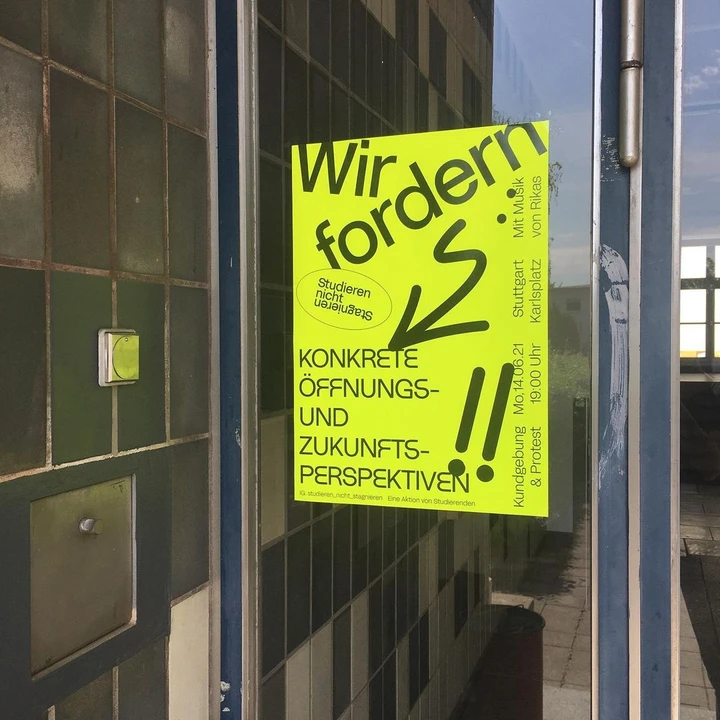 Wir
fordern:
Studieren
nicht
Stagnieren
KONKRETE
ÖFFNUNGS-
UND
ZUKUNFTS-
PERSPEKTIVEN!!
IG: studieren_nicht_stagnieren Eine Aktion von Studierenden
Kundgebung Mo,14.06.21 Stuttgart Mit Musik
& Protest 19:00 Uhr Karlsplatz von Rikas